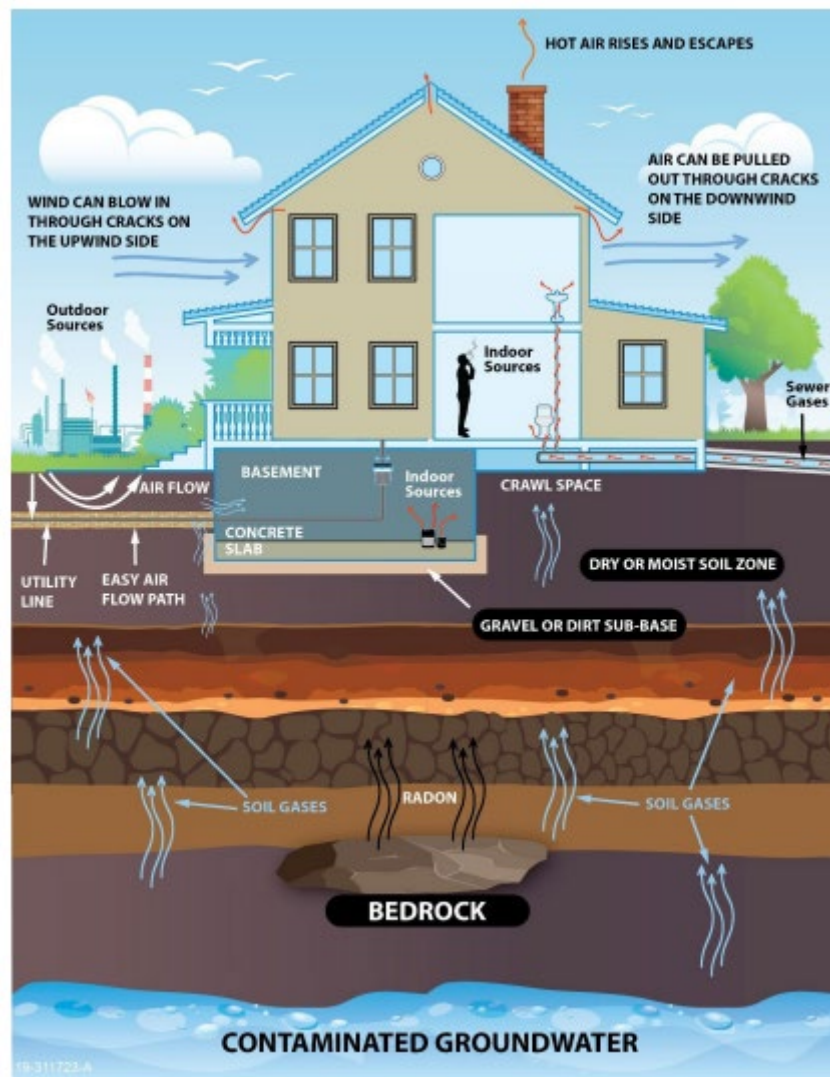 HOT AIR RISES AND ESCAPES
AIR CAN BE PULLED
OUT THROUGH CRACKS
ON THE DOWNWIND
SIDE
WIND CAN BLOW IN
THROUGH CRACKS ON
THE UPWIND SIDE
Outdoor
Sources
Indoor
Sources
Sewer
Gases
BASEMENT
Indoor
Sources
CRAWL SPACE
AIR FLOW
CONCRETE
SLAB
UTILITY
LINE
EASY AIR
FLOW PATH
DRY OR MOIST SOIL ZONE
GRAVEL OR DIRT SUB-BASE
RADON
SOIL GASES
SOIL GASES
BEDROCK
CONTAMINATED GROUNDWATER
19-311723-A